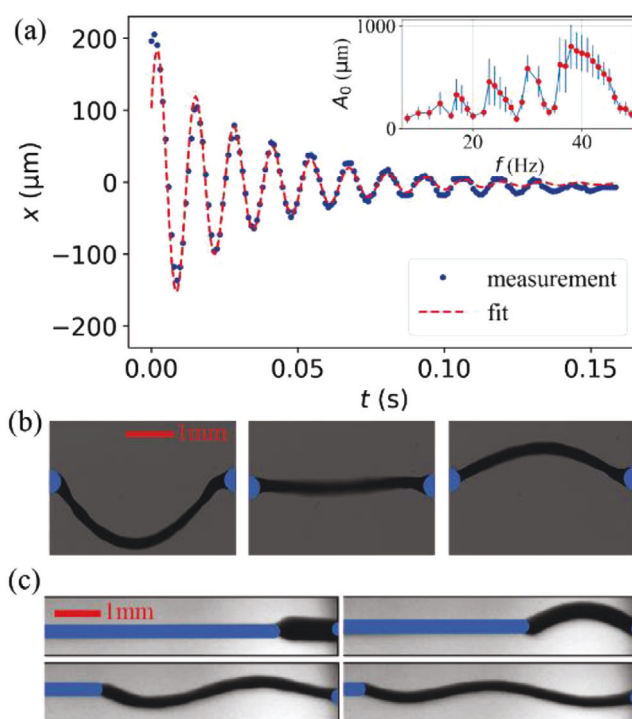 (a)
200
100
0
−100
−200
x (μm)
1000
0
A0 (μm)
20
40
f (Hz)
measurement
fit
0.00
0.05
0.10
0.15
t (s)
(b)
1mm
(c)
1mm